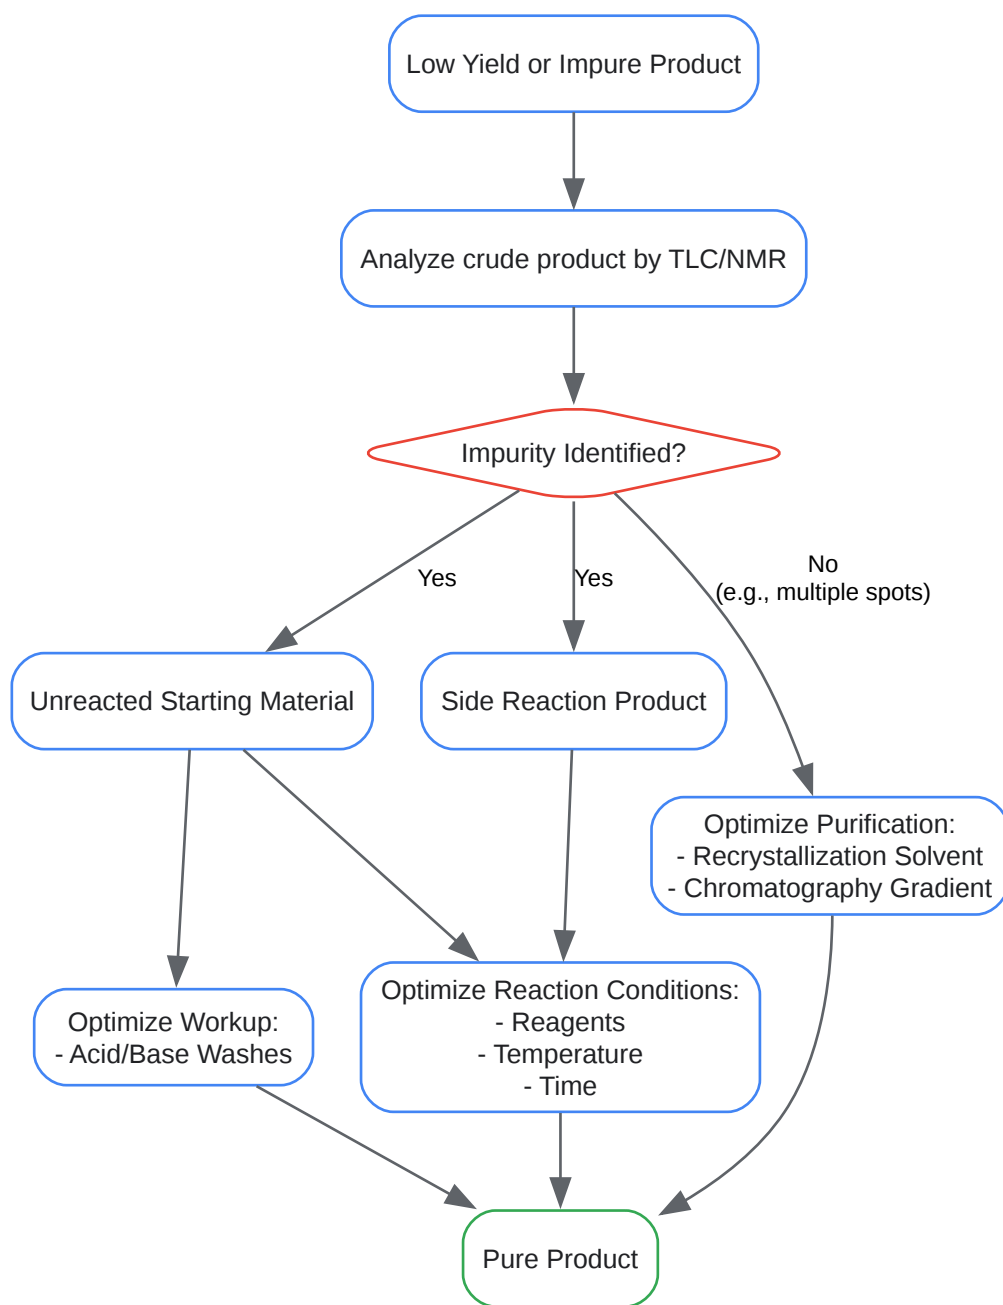 Low Yield or Impure Product
Analyze crude product by TLC/NMR
Impurity Identified?
Yes
Yes
No
(e.g., multiple spots)
Unreacted Starting Material
Side Reaction Product
Optimize Purification:
- Recrystallization Solvent
- Chromatography Gradient
Optimize Workup:
- Acid/Base Washes
Optimize Reaction Conditions:
- Reagents
- Temperature
- Time
Pure Product